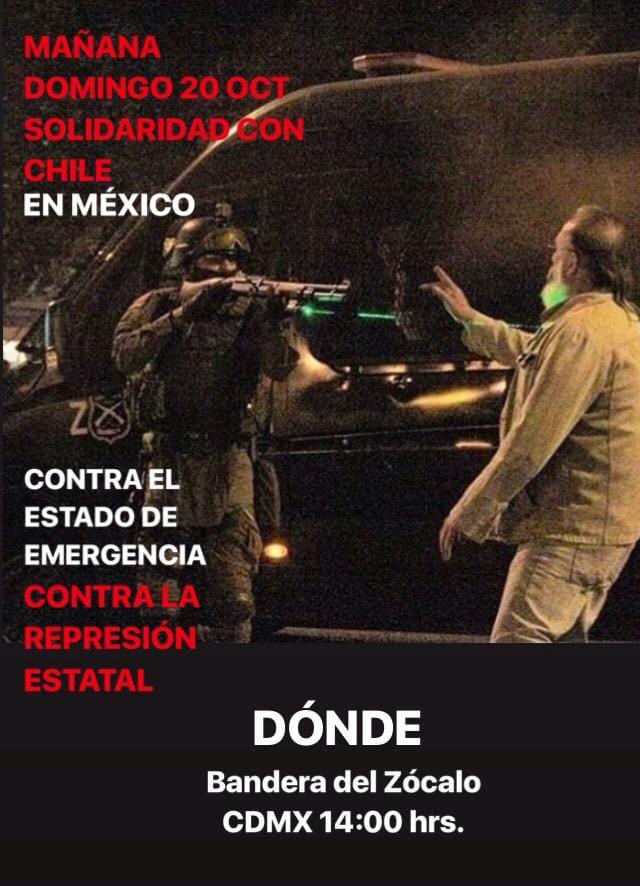 MAÑANA
DOMINGO 20 OCT
SOLIDARIDAD CON
CHILE
EN MÉXICO
Z
CONTRA EL
ESTADO DE
EMERGENCIA
CONTRA LA
REPRESIÓN
ESTATAL
DÓNDE
Bandera del Zócalo
CDMX 14:00 hrs.